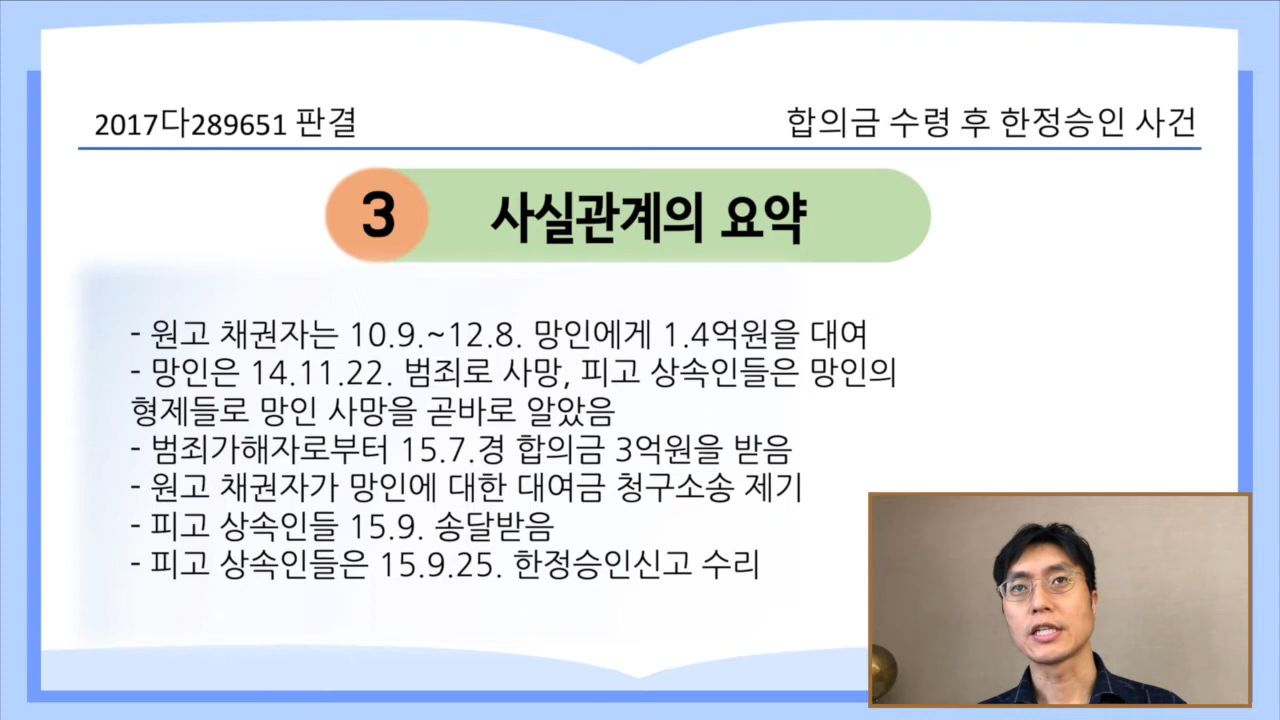 2017다289651 판결
합의금 수령 후 한정승인 사건
3 사실관계의 요약
- 원고 채권자는 10.9.~12.8. 망인에게 1.4억원을 대여
- 망인은 14.11.22. 범죄로 사망, 피고 상속인들은 망인의
형제들로 망인 사망을 곧바로 알았음
- 범죄가해자로부터 15.7.경 합의금 3억원을 받음
- 원고 채권자가 망인에 대한 대여금 청구소송 제기
- 피고 상속인들 15.9. 송달받음
- 피고 상속인들은 15.9.25. 한정승인신고 수리